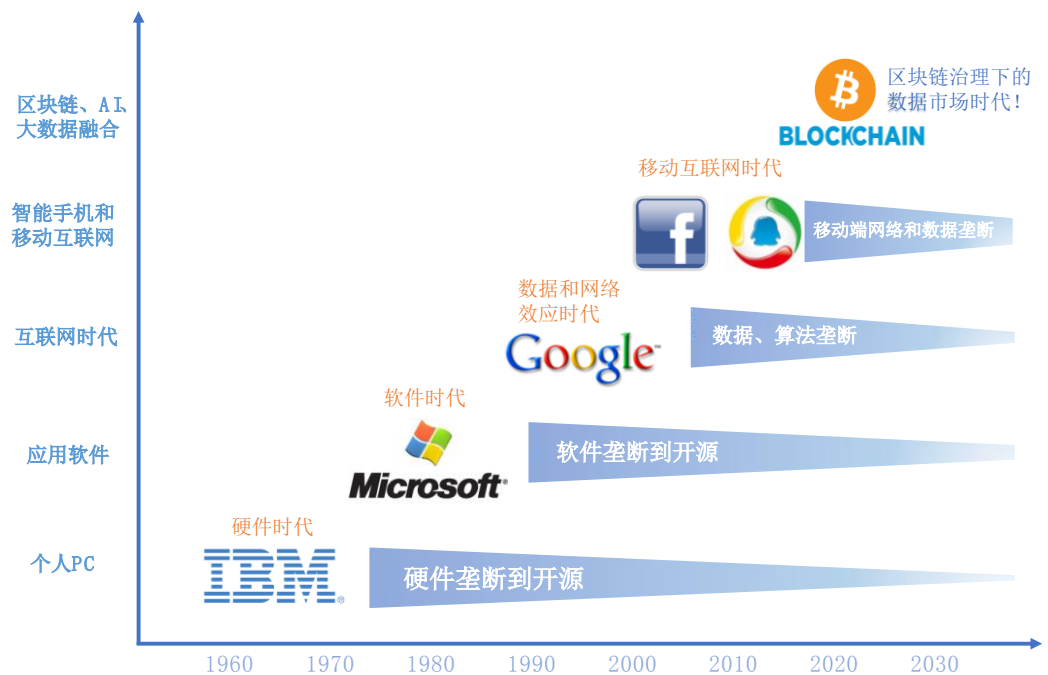 区块链、AI、
大数据融合
BLOCKCHAIN
区块链治理下的
数据市场时代!
移动互联网时代
智能手机和
移动互联网
f
移动端网络和数据垄断
数据和网络
效应时代
互联网时代
Google™
数据、算法垄断
软件时代
应用软件
Microsoft®
软件垄断到开源
硬件时代
个人PC
IBM®
硬件垄断到开源
1960 1970 1980 1990 2000 2010 2020 2030